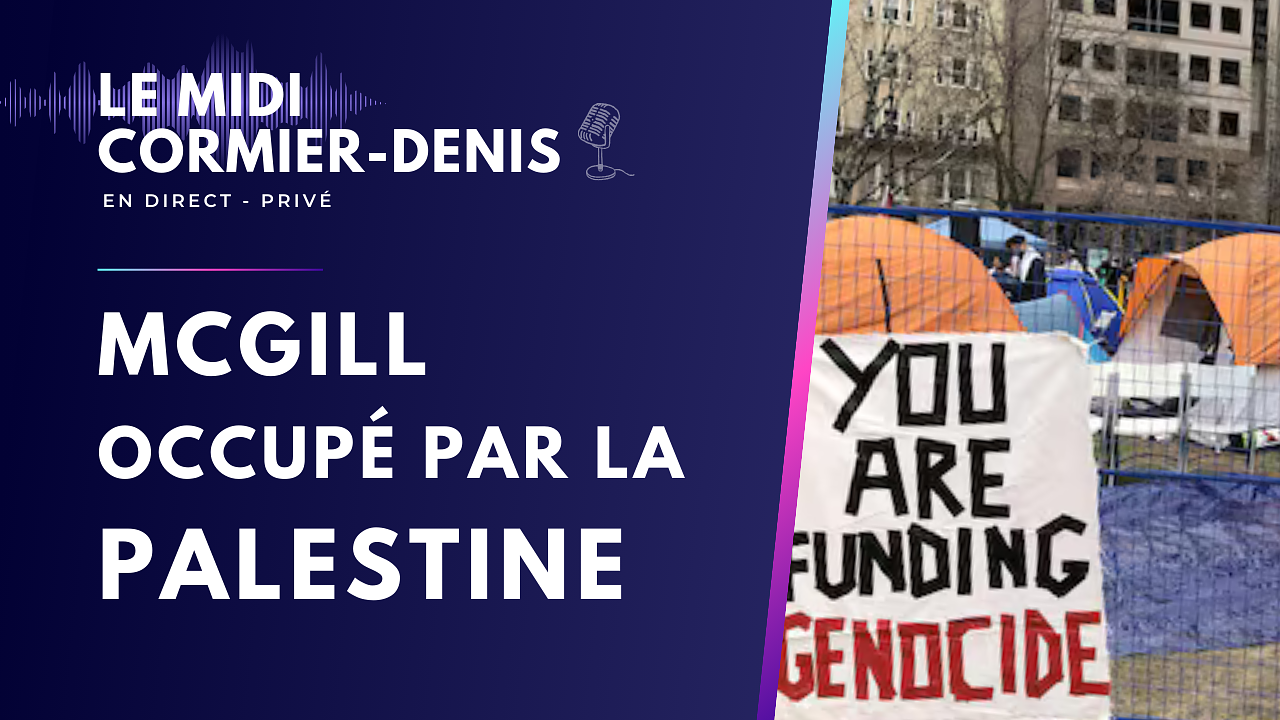 LE MIDI
CORMIER-DENIS
EN DIRECT - PRIVÉ
MCGILL
OCCUPÉ PAR LA
PALESTINE
YOU
ARE
FUNDING
GENOCIDE